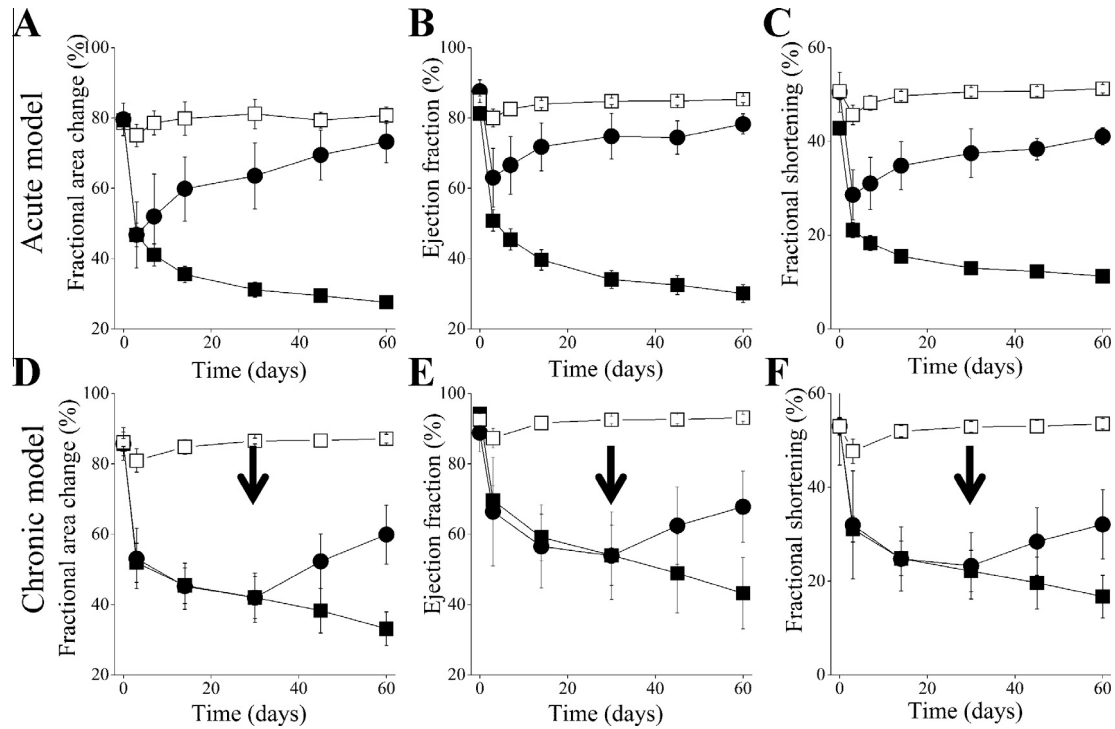 A
B
C
Acute model
Fractional area change (%)
100
80
60
40
20
0
20
40
60
Time (days)
Ejection fraction (%)
100
80
60
40
20
0
20
40
60
Time (days)
Fractional shortening (%)
60
40
20
0
0
20
40
60
Time (days)
D
E
F
Chronic model
Fractional area change (%)
100
80
60
40
20
0
20
40
60
Time (days)
Ejection fraction (%)
100
80
60
40
20
0
20
40
60
Time (days)
Fractional shortening (%)
60
40
20
0
0
20
40
60
Time (days)